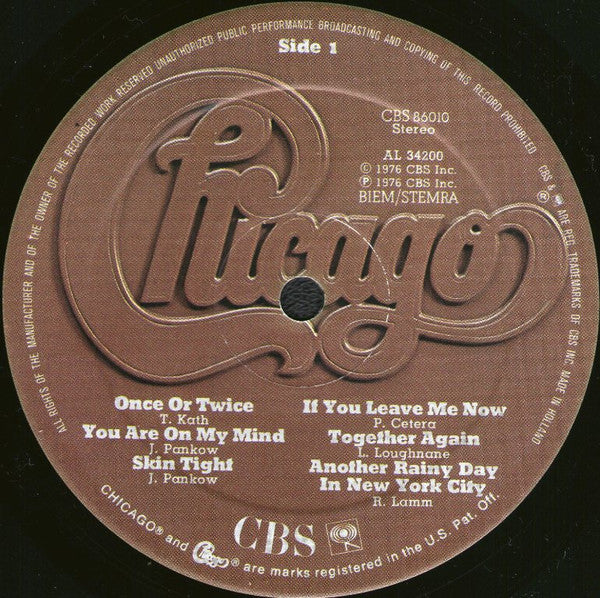 ALL RIGHTS OF THE MANUFACTURER AND OF THE OWNER OF THE RECORDED WORK RESERVED UNAUTHORIZED PUBLIC PERFORMANCE BROADCASTING AND COPYING OF THIS RECORD PROHIBITED
CBS & ARE REG. TRADEMARKS OF CBS INC. MADE IN HOLLAND
Side 1
Chicago
®
CBS 86010
Stereo
AL 34200
© 1976 CBS Inc.
℗ 1976 CBS Inc.
BIEM/STEMRA
Once Or Twice
T. Kath
You Are On My Mind
J. Pankow
Skin Tight
J. Pankow
If You Leave Me Now
P. Cetera
Together Again
L. Loughnane
Another Rainy Day
In New York City
R. Lamm
CBS
CHICAGO® and Chicago® are marks registered in the U.S. Pat. Off.